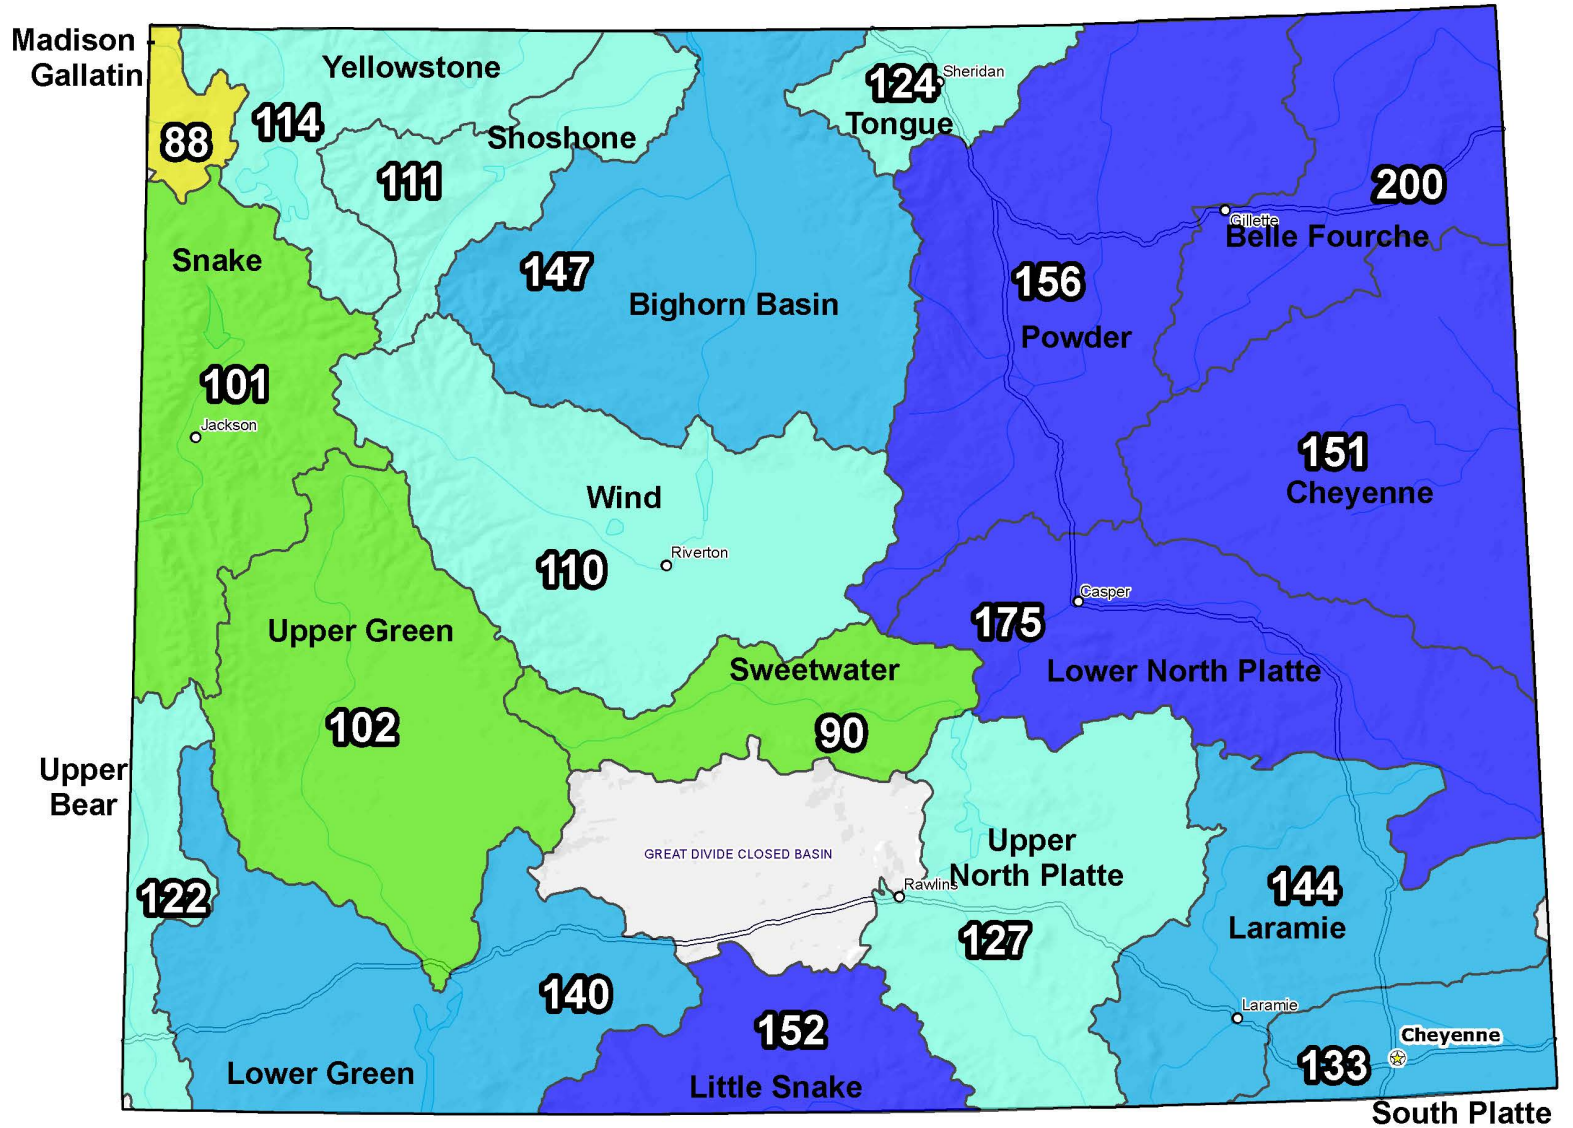 Madison
Gallatin
Yellowstone
124
Sheridan
Tongue
88
114
Shoshone
111
200
Gillette
Belle Fourche
Snake
147
Bighorn Basin
156
Powder
101
Jackson
151
Cheyenne
Wind
110
Riverton
Casper
175
Upper Green
Sweetwater
Lower North Platte
102
90
Upper
Bear
GREAT DIVIDE CLOSED BASIN
Upper
North Platte
Rawlins
122
144
Laramie
127
140
152
Laramie
Cheyenne
133
Lower Green
Little Snake
South Platte